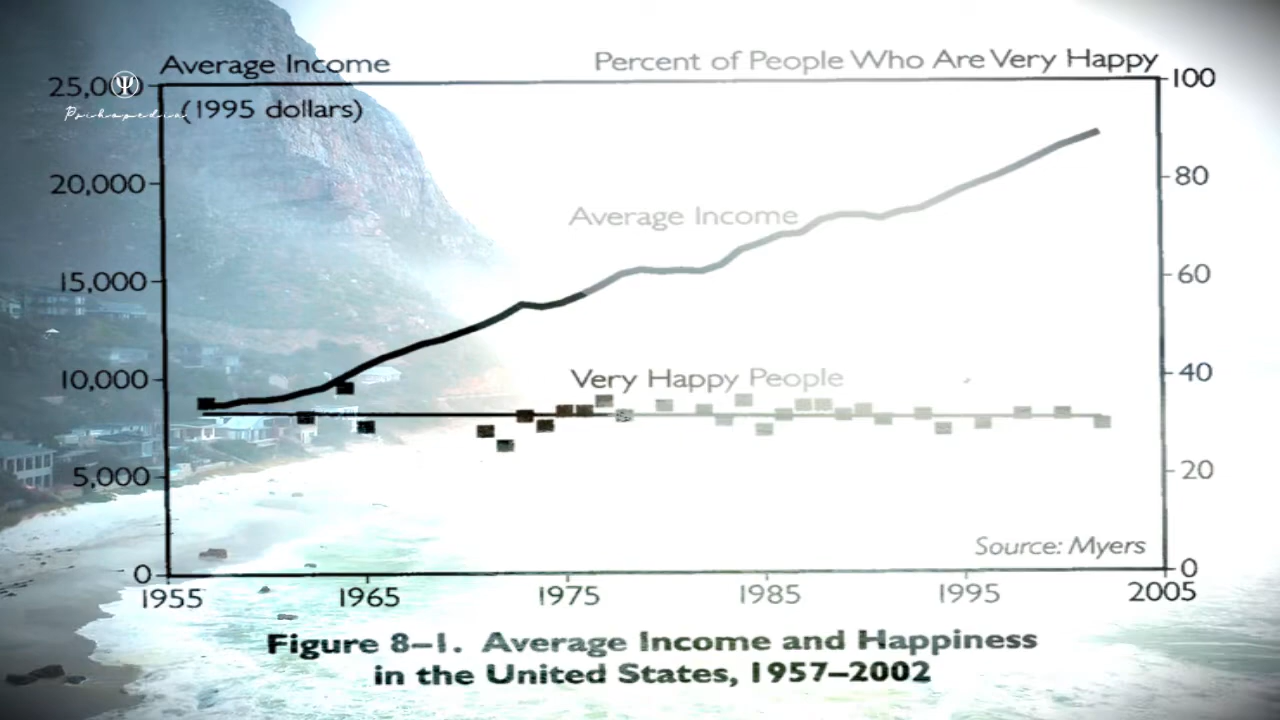 Average Income
Percent of People Who Are Very Happy
25,000
100
Ψ
Psihopedia
(1995 dollars)
20,000
80
Average Income
15,000
60
10,000
Very Happy People
40
5,000
20
Source: Myers
0
0
1955
1965
1975
1985
1995
2005
Figure 8–1. Average Income and Happiness
in the United States, 1957–2002